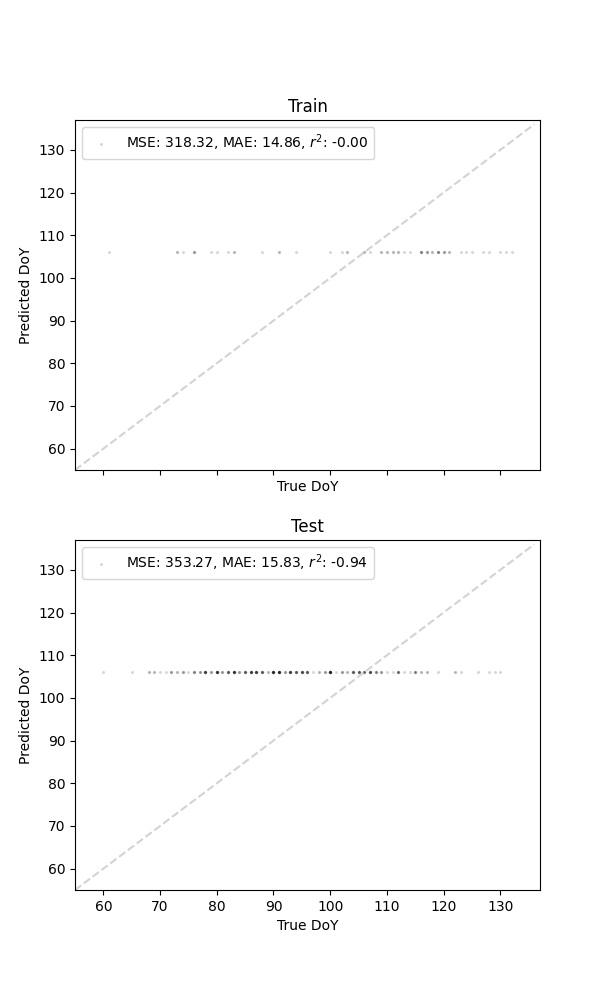 Train
MSE: 318.32, MAE: 14.86, r²: -0.00
130
120
110
100
90
80
70
60
Predicted DoY
True DoY
Test
MSE: 353.27, MAE: 15.83, r²: -0.94
130
120
110
100
90
80
70
60
Predicted DoY
60 70 80 90 100 110 120 130
True DoY